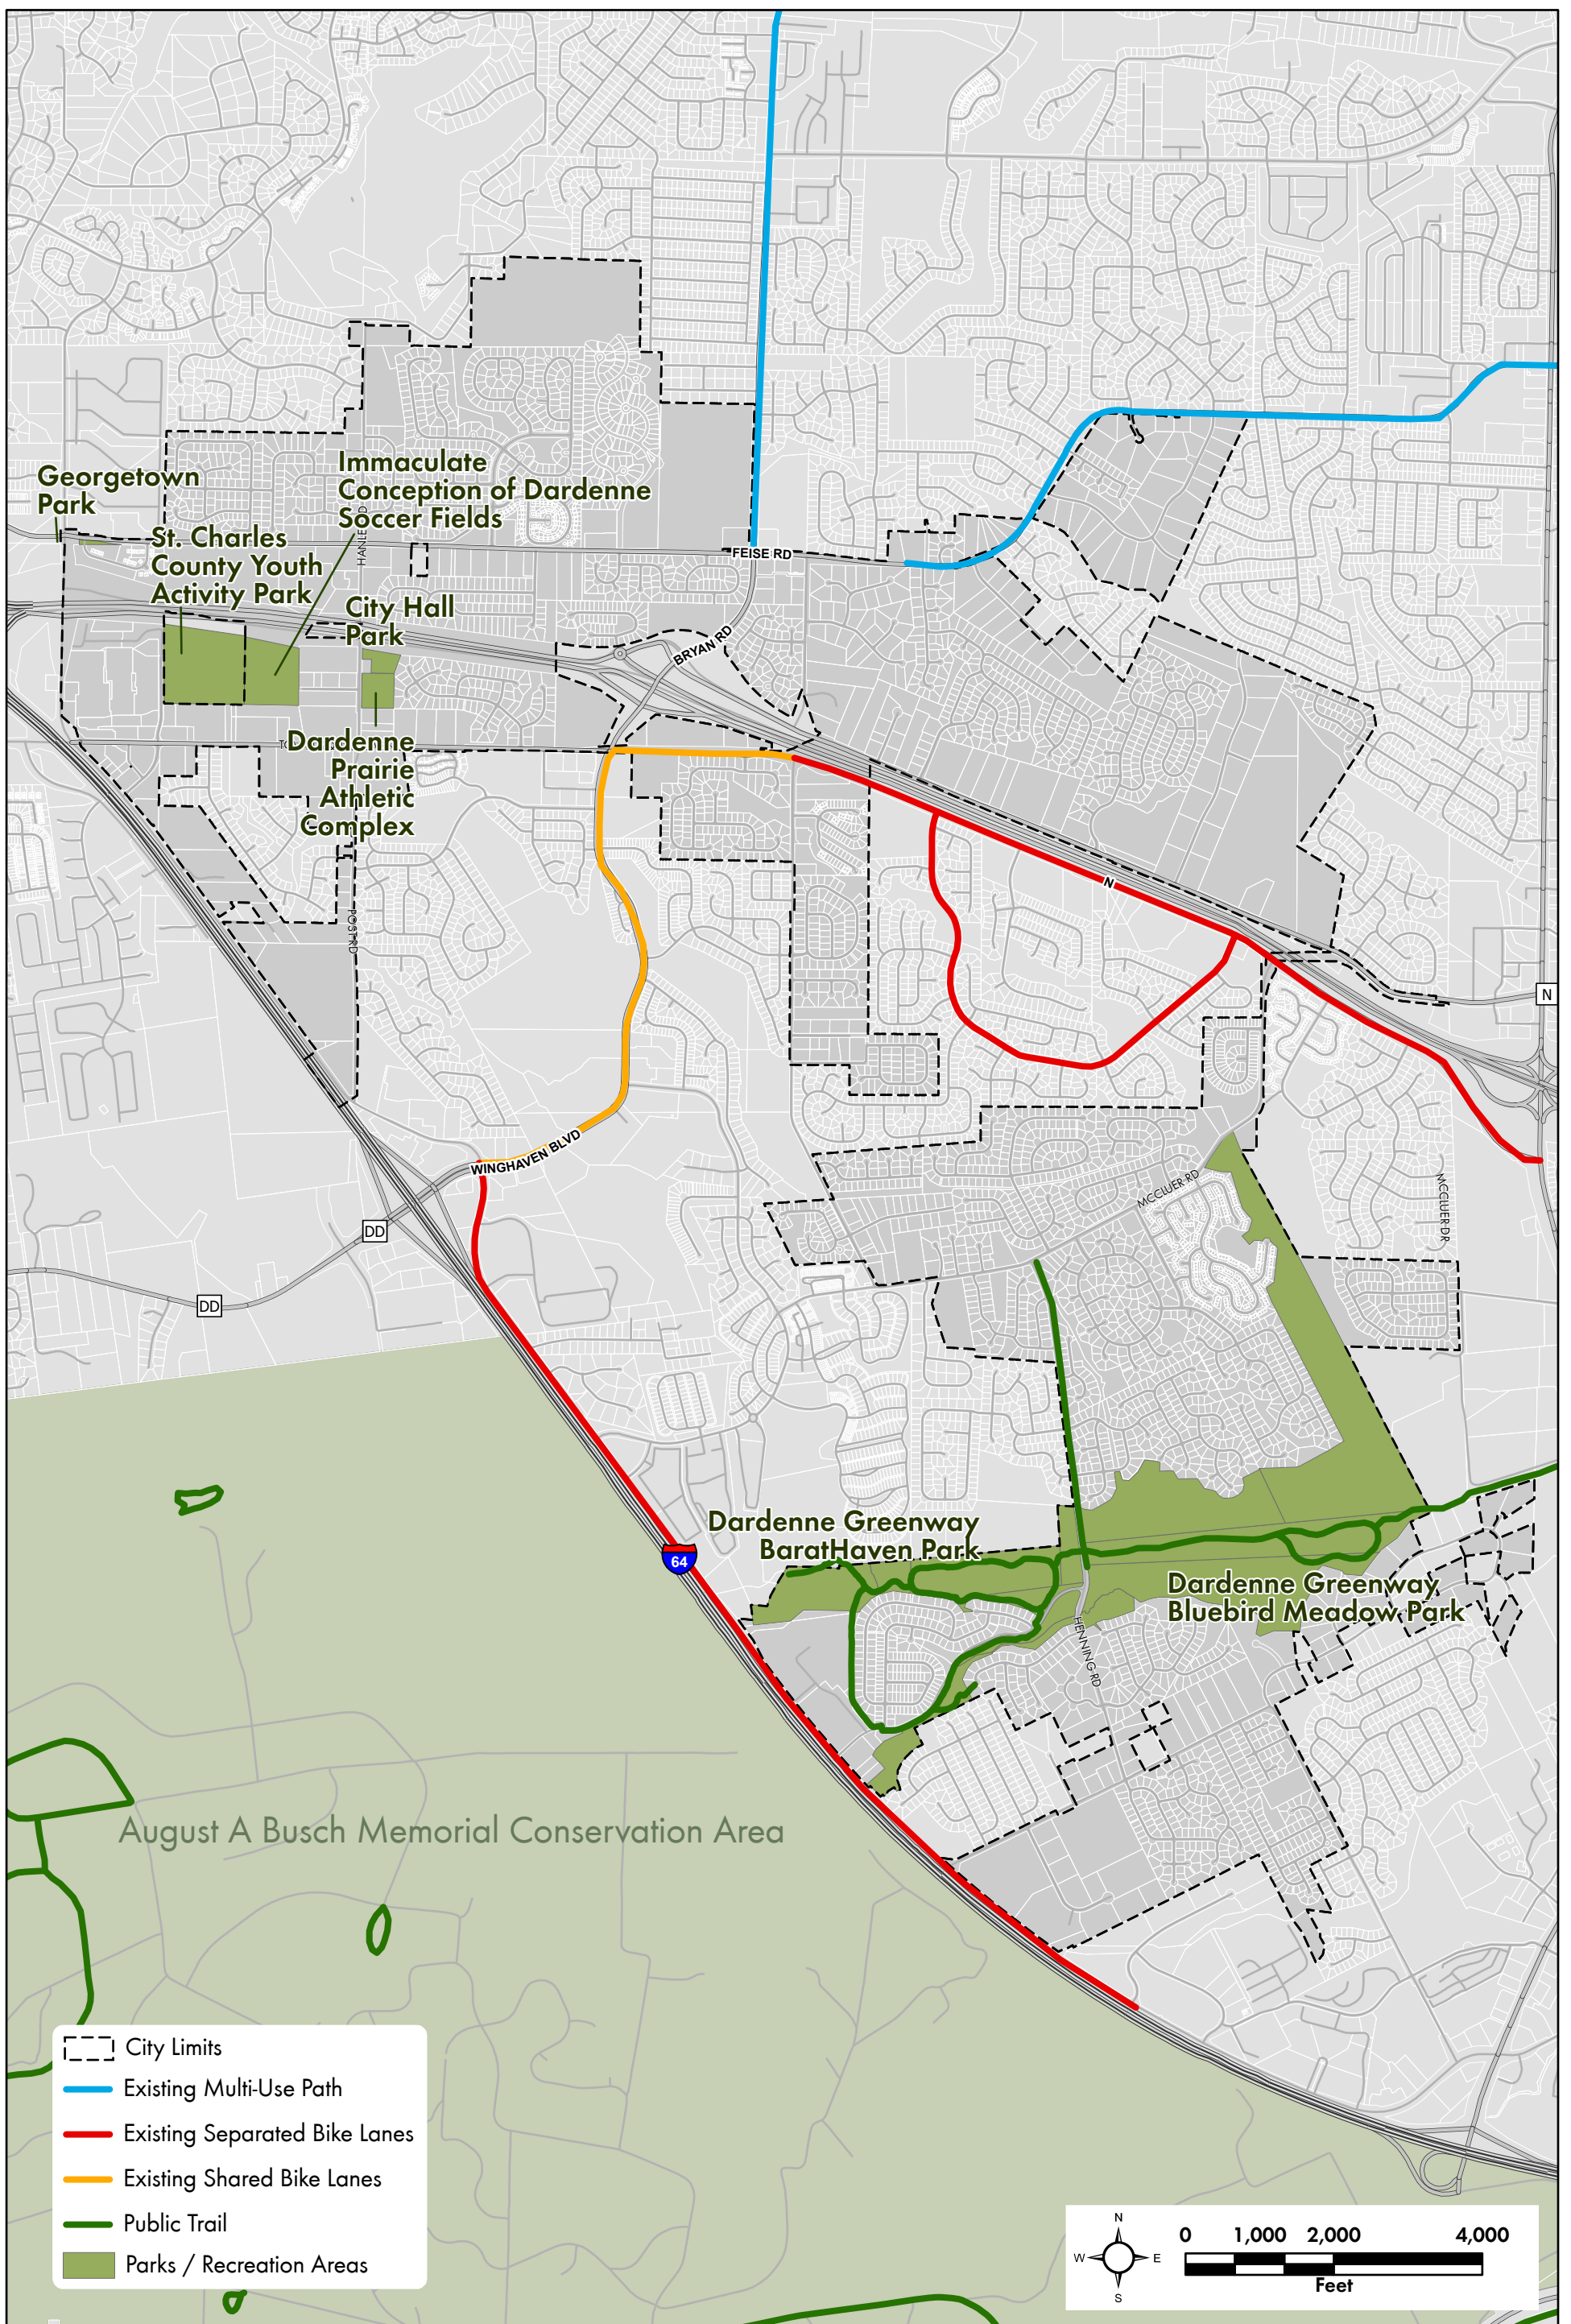 Georgetown
Park
Immaculate
Conception of Dardenne
Soccer Fields
St. Charles
County Youth
Activity Park
City Hall
Park
FEISE RD
BRYAN RD
Dardenne
Prairie
Athletic
Complex
POST RD
N
N
WINGHAVEN BLVD
DD
DD
MCCLUER RD
MCCLUER DR
64
Dardenne Greenway
BaratHaven Park
Dardenne Greenway
Bluebird Meadow Park
HENNING RD
August A Busch Memorial Conservation Area
City Limits
Existing Multi-Use Path
Existing Separated Bike Lanes
Existing Shared Bike Lanes
Public Trail
Parks / Recreation Areas
N
W E
S
0 1,000 2,000 4,000
Feet